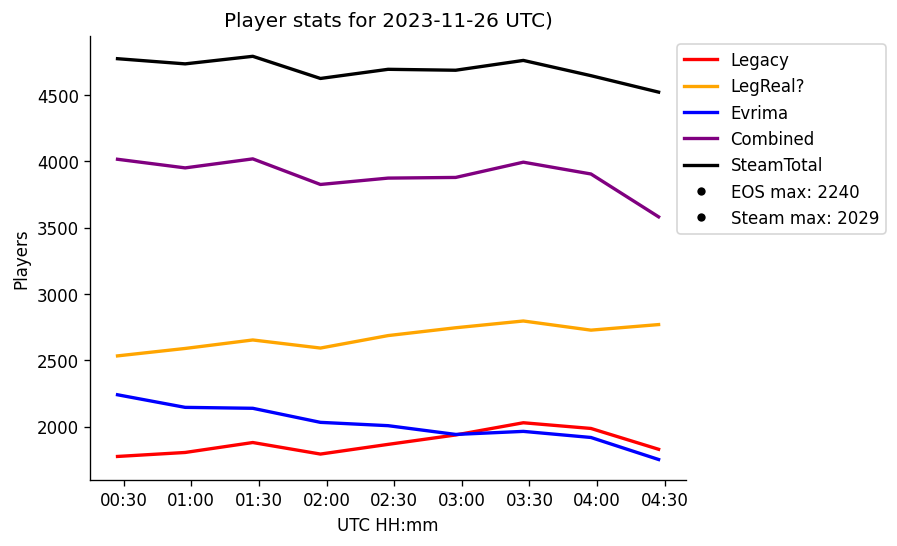 Player stats for 2023-11-26 UTC)
Legacy
LegReal?
Evrima
Combined
SteamTotal
EOS max: 2240
Steam max: 2029
Players
4500
4000
3500
3000
2500
2000
00:30 01:00 01:30 02:00 02:30 03:00 03:30 04:00 04:30
UTC HH:mm